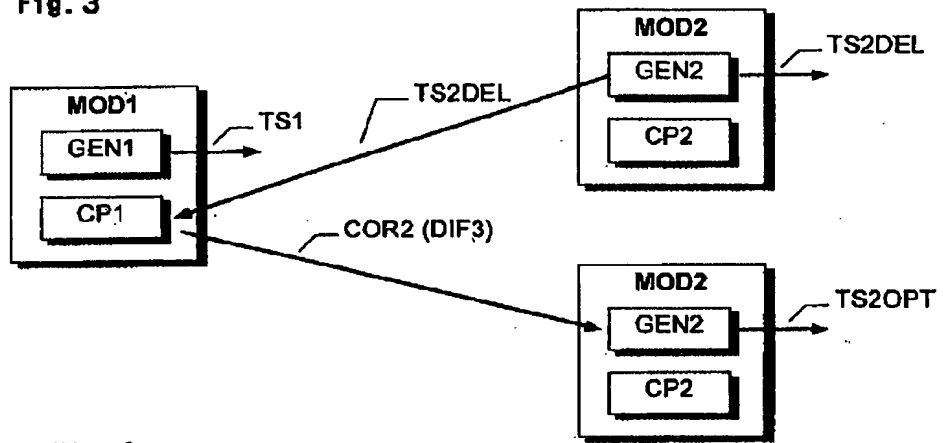 Fig. 3
MOD2
GEN2
TS2DEL
CP2
TS2DEL
MOD1
GEN1
TS1
CP1
COR2 (DIF3)
MOD2
GEN2
TS2OPT
CP2